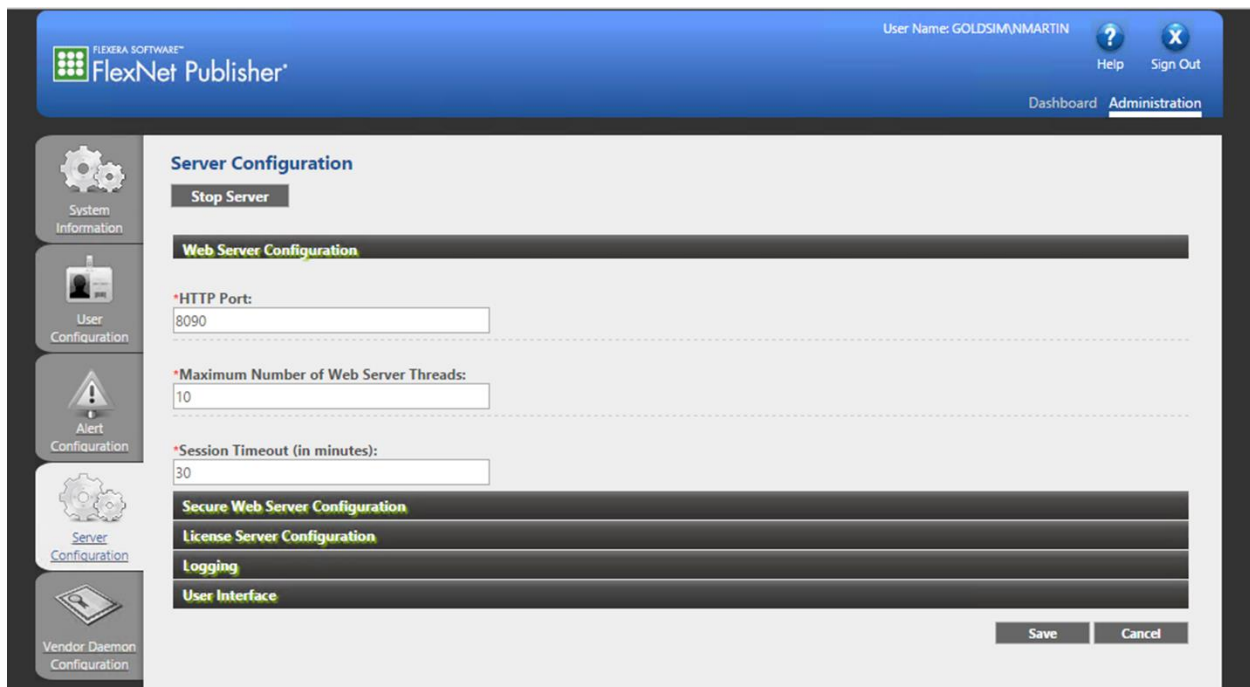 User Name: GOLDSIM\NMARTIN
FLEXERA SOFTWARE™
FlexNet Publisher®
? X
Help Sign Out
Dashboard Administration
Server Configuration
Stop Server
System
Information
Web Server Configuration
*HTTP Port:
8090
User
Configuration
*Maximum Number of Web Server Threads:
10
Alert
Configuration
*Session Timeout (in minutes):
30
Secure Web Server Configuration
License Server Configuration
Server
Configuration
Logging
User Interface
Save Cancel
Vendor Daemon
Configuration